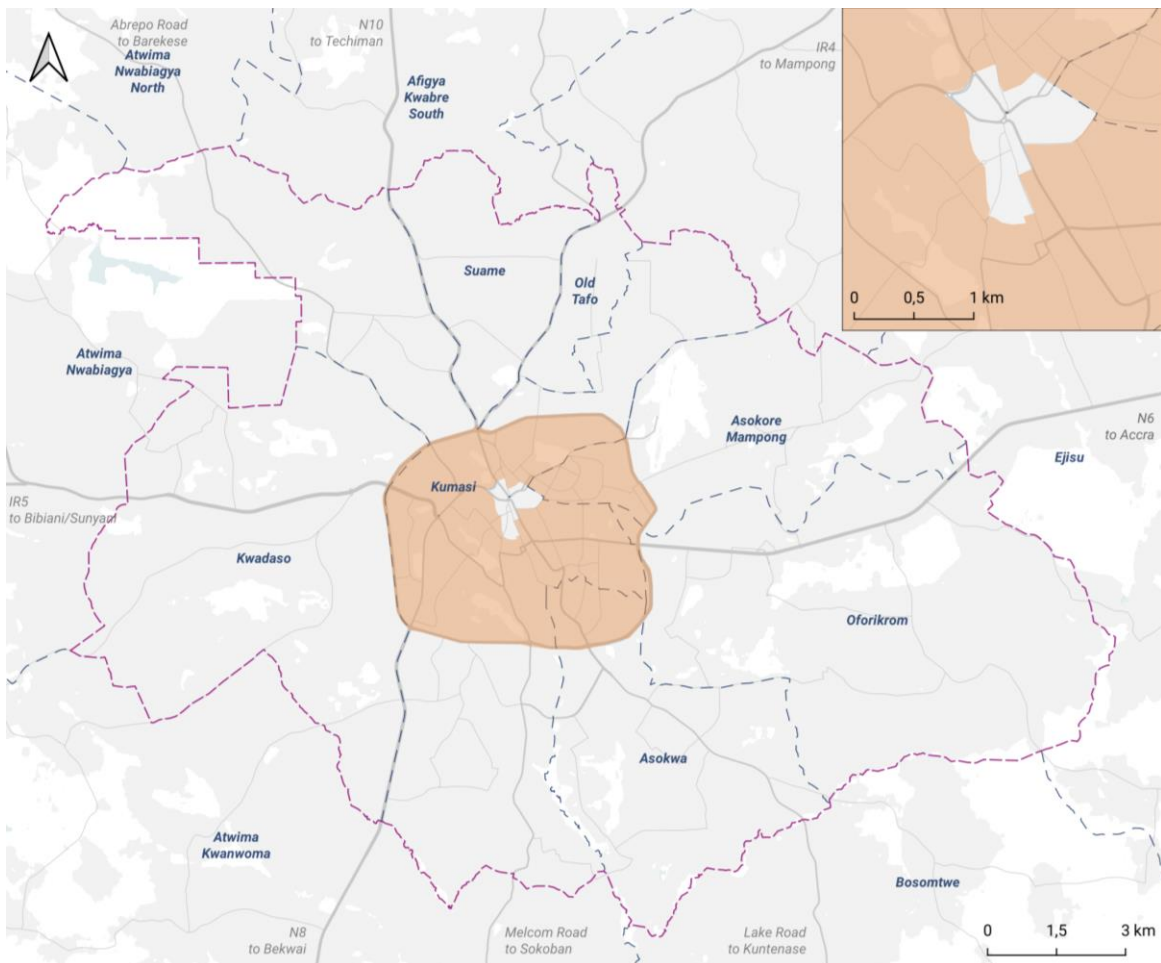 Abrepo Road
to Barekese
N10
to Techiman
IR4
to Mampong
Atwima
Nwabiagya
North
Afigya
Kwabre
South
0
0,5
1 km
Suame
Old
Tafo
Atwima
Nwabiagya
Asokore
Mampong
N6
to Accra
Ejisu
Kumasi
IR5
to Bibiani/Sunyani
Kwadaso
Oforikrom
Asokwa
Atwima
Kwanwoma
Bosomtwe
N8
to Bekwai
Melcom Road
to Sokoban
Lake Road
to Kuntenase
0
1,5
3 km